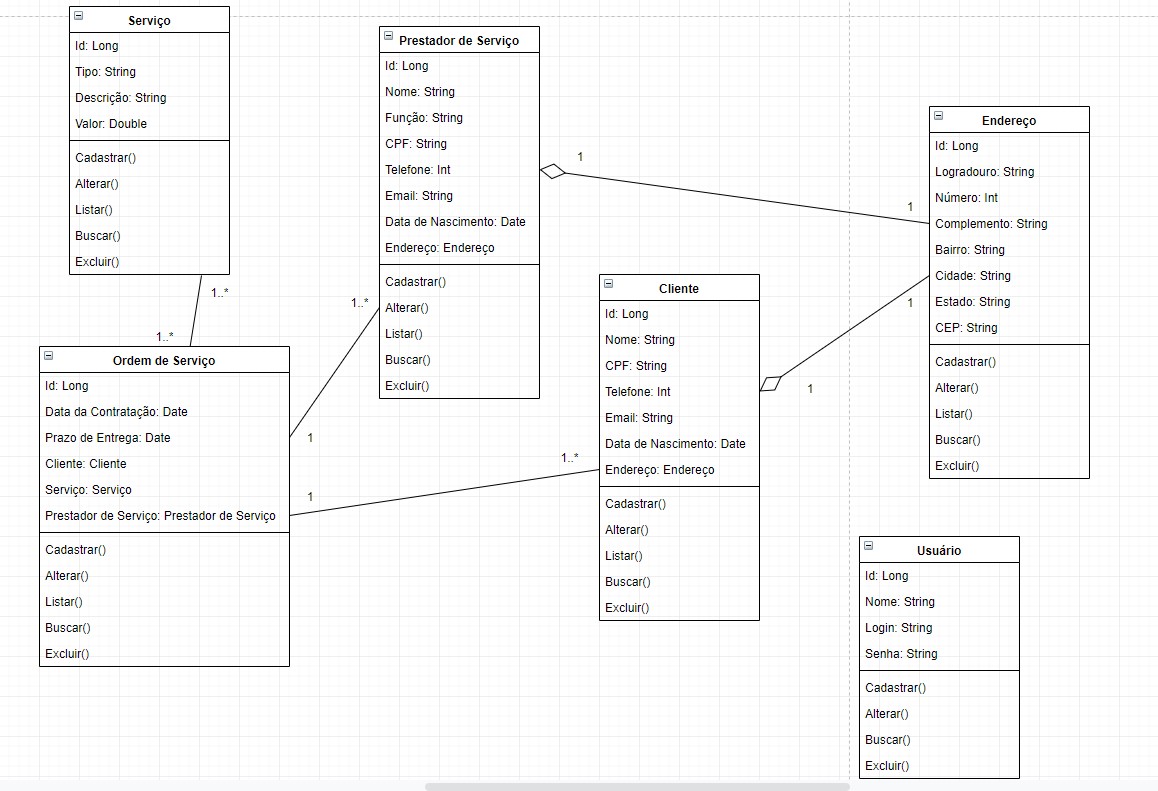 Serviço
Id: Long
Tipo: String
Descrição: String
Valor: Double
Cadastrar()
Alterar()
Listar()
Buscar()
Excluir()
1..*
1..*
Prestador de Serviço
Id: Long
Nome: String
Função: String
CPF: String
Telefone: Int
Email: String
Data de Nascimento: Date
Endereço: Endereço
Cadastrar()
Alterar()
Listar()
Buscar()
Excluir()
1
1
1..*
1
Endereço
Id: Long
Logradouro: String
Número: Int
Complemento: String
Bairro: String
Cidade: String
Estado: String
CEP: String
Cadastrar()
Alterar()
Listar()
Buscar()
Excluir()
1
1
Cliente
Id: Long
Nome: String
CPF: String
Telefone: Int
Email: String
Data de Nascimento: Date
Endereço: Endereço
Cadastrar()
Alterar()
Listar()
Buscar()
Excluir()
1..*
1
Ordem de Serviço
Id: Long
Data da Contratação: Date
Prazo de Entrega: Date
Cliente: Cliente
Serviço: Serviço
Prestador de Serviço: Prestador de Serviço
Cadastrar()
Alterar()
Listar()
Buscar()
Excluir()
Usuário
Id: Long
Nome: String
Login: String
Senha: String
Cadastrar()
Alterar()
Buscar()
Excluir()